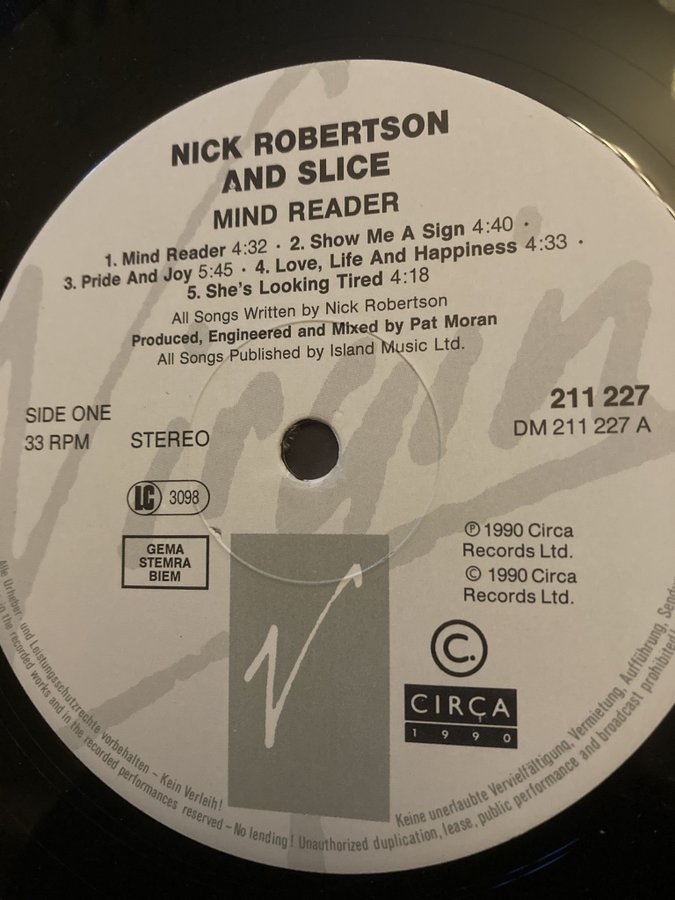 NICK ROBERTSON
AND SLICE
MIND READER
1. Mind Reader 4:32 · 2. Show Me A Sign 4:40 ·
3. Pride And Joy 5:45 · 4. Love, Life And Happiness 4:33 ·
5. She's Looking Tired 4:18
All Songs Written by Nick Robertson
Produced, Engineered and Mixed by Pat Moran
All Songs Published by Island Music Ltd.
Virgin
SIDE ONE
33 RPM STEREO
211 227
DM 211 227 A
LC 3098
GEMA
STEMRA
BIEM
℗ 1990 Circa
Records Ltd.
© 1990 Circa
Records Ltd.
V
C.
CIRÇA
1990
Alle Urheber- und Leistungsschutzrechte vorbehalten – Kein Verleih!
Keine unerlaubte Vervielfältigung, Vermietung, Aufführung,
in the recorded works and in the recorded performances reserved – No lending! Unauthorized duplication, lease, public performance and broadcast prohibited!